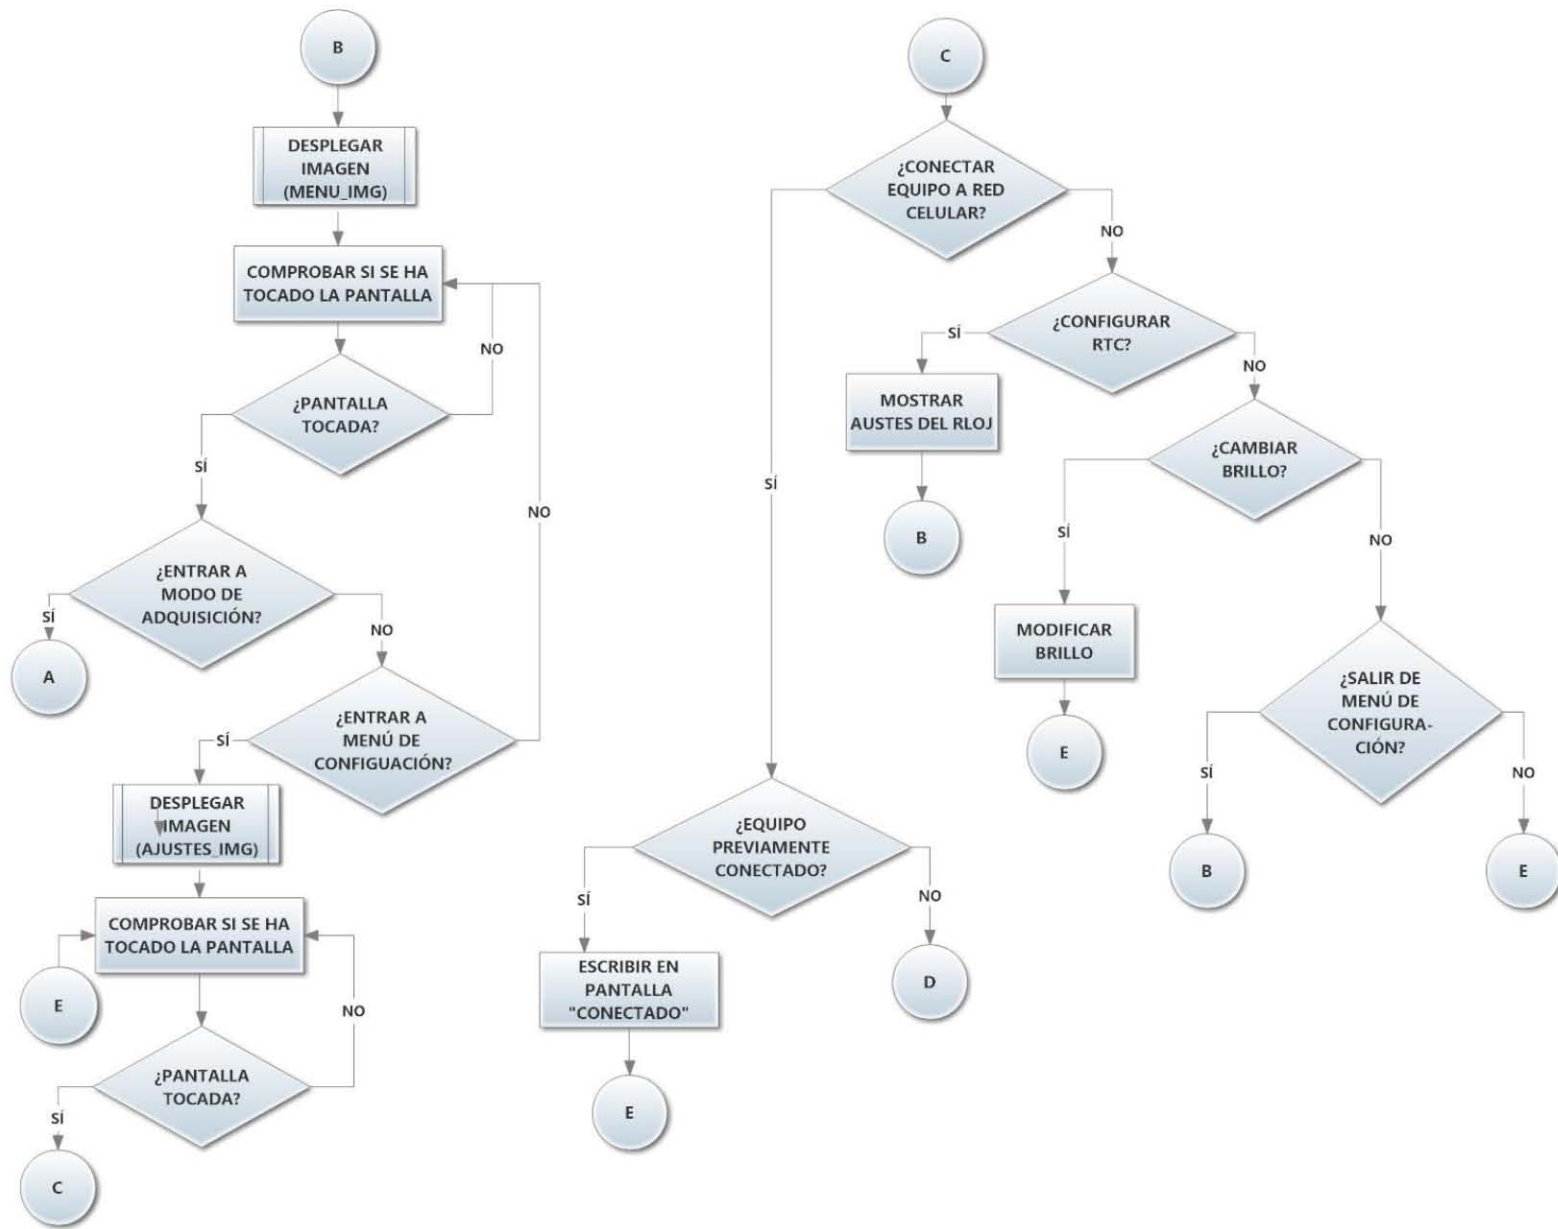 B
DESPLEGAR
IMAGEN
(MENU_IMG)
COMPROBAR SI SE HA
TOCADO LA PANTALLA
NO
¿PANTALLA
TOCADA?
SÍ
NO
¿ENTRAR A
MODO DE
ADQUISICIÓN?
SÍ
NO
A
¿ENTRAR A
MENÚ DE
CONFIGUACIÓN?
SÍ
DESPLEGAR
IMAGEN
(AJUSTES_IMG)
COMPROBAR SI SE HA
TOCADO LA PANTALLA
E
NO
¿PANTALLA
TOCADA?
SÍ
C
C
¿CONECTAR
EQUIPO A RED
CELULAR?
NO
SÍ
¿CONFIGURAR
RTC?
SÍ
NO
MOSTRAR
AUSTES DEL RLOJ
B
¿CAMBIAR
BRILLO?
SÍ
NO
MODIFICAR
BRILLO
E
¿SALIR DE
MENÚ DE
CONFIGURA-
CIÓN?
SÍ
NO
B
E
¿EQUIPO
PREVIAMENTE
CONECTADO?
SÍ
NO
ESCRIBIR EN
PANTALLA
"CONECTADO"
D
E